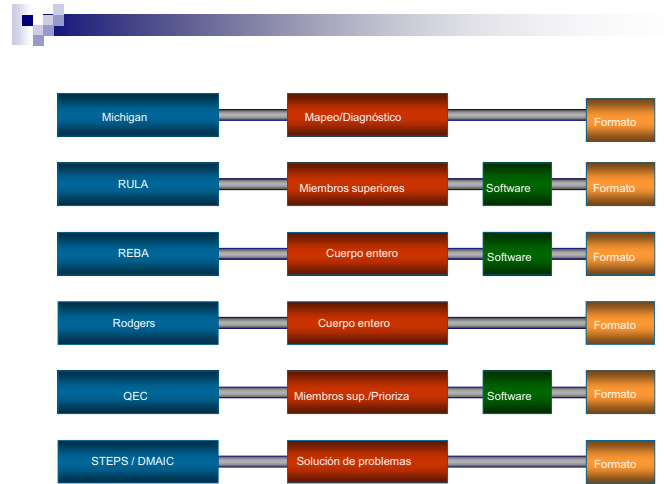 Michigan
Mapeo/Diagnóstico
Formato
RULA
Miembros superiores
Software
Formato
REBA
Cuerpo entero
Software
Formato
Rodgers
Cuerpo entero
Formato
QEC
Miembros sup./Prioriza
Software
Formato
STEPS / DMAIC
Solución de problemas
Formato